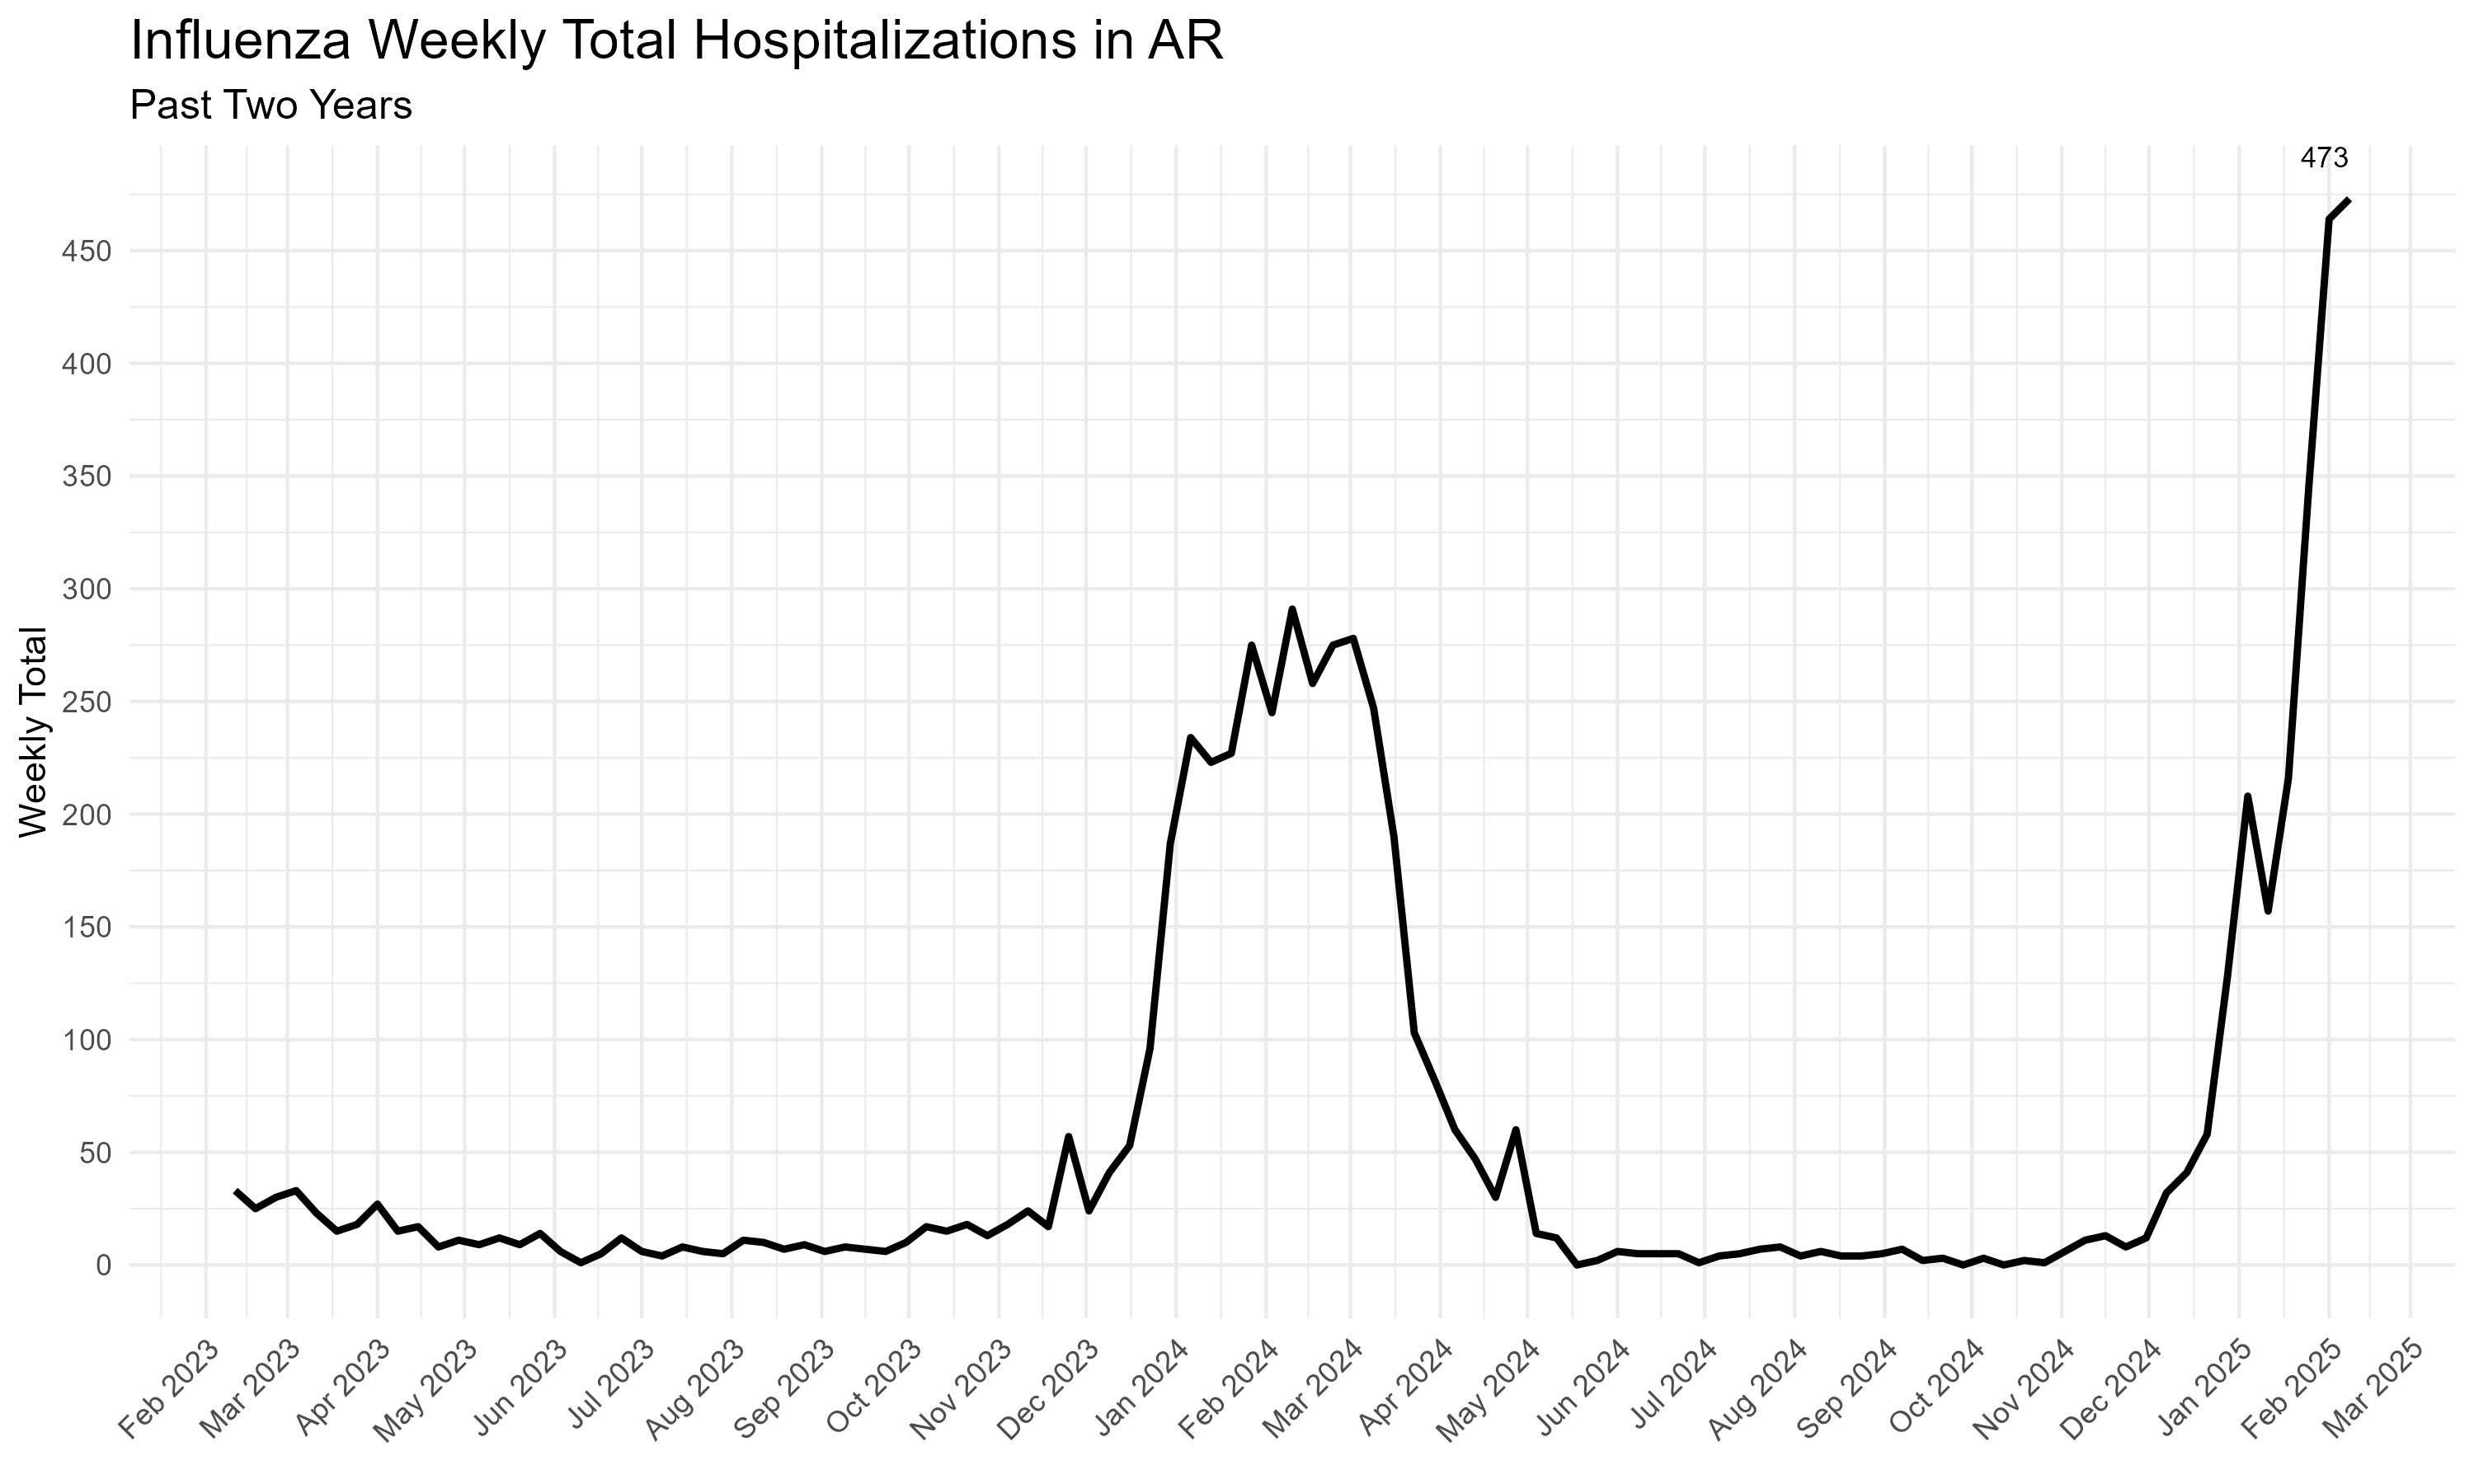 Influenza Weekly Total Hospitalizations in AR
Past Two Years
473
450
400
350
300
250
200
150
100
50
0
Weekly Total
Feb 2023
Mar 2023
Apr 2023
May 2023
Jun 2023
Jul 2023
Aug 2023
Sep 2023
Oct 2023
Nov 2023
Dec 2023
Jan 2024
Feb 2024
Mar 2024
Apr 2024
May 2024
Jun 2024
Jul 2024
Aug 2024
Sep 2024
Oct 2024
Nov 2024
Dec 2024
Jan 2025
Feb 2025
Mar 2025